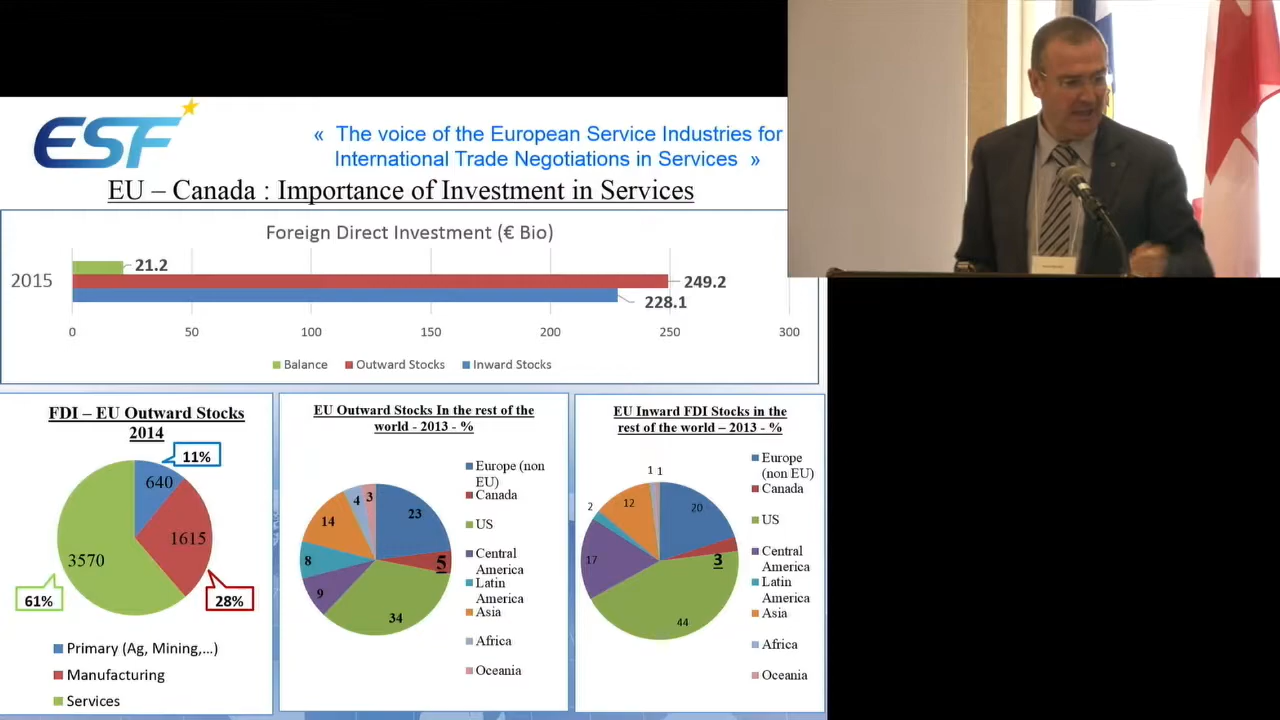 ESF
« The voice of the European Service Industries for
International Trade Negotiations in Services »
EU – Canada : Importance of Investment in Services
Foreign Direct Investment (€ Bio)
2015
21.2
249.2
228.1
0 50 100 150 200 250 300
Balance Outward Stocks Inward Stocks
FDI – EU Outward Stocks
2014
11%
640
1615
3570
61%
28%
Primary (Ag, Mining,...)
Manufacturing
Services
EU Outward Stocks In the rest of the
world - 2013 - %
4 3
23
14
8
5
9
34
Europe (non
EU)
Canada
US
Central
America
Latin
America
Asia
Africa
Oceania
EU Inward FDI Stocks in the
rest of the world – 2013 - %
1 1
12
20
2
17
3
44
Europe
(non EU)
Canada
US
Central
America
Latin
America
Asia
Africa
Oceania